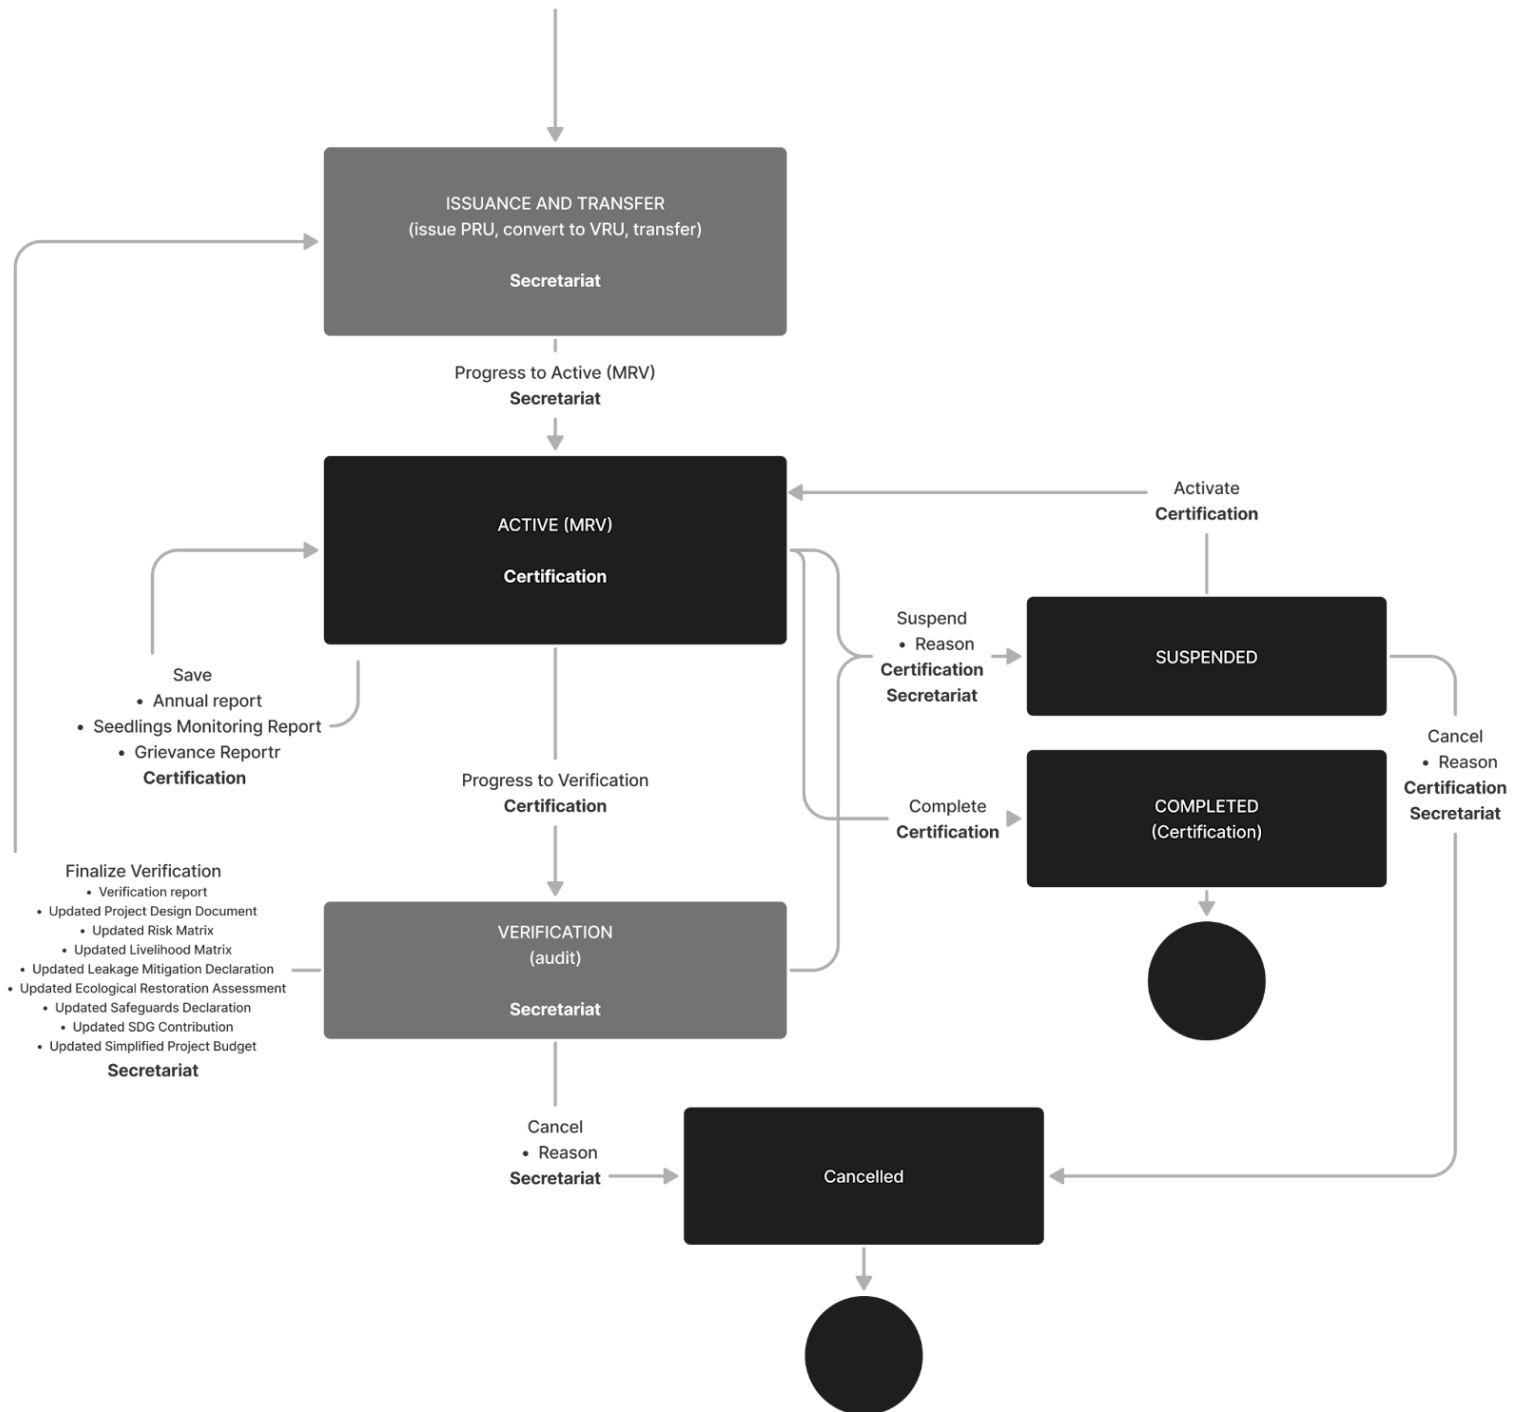 ISSUANCE AND TRANSFER
(issue PRU, convert to VRU, transfer)
Secretariat
Progress to Active (MRV)
Secretariat
ACTIVE (MRV)
Certification
Activate
Certification
Suspend
• Reason
Certification
Secretariat
SUSPENDED
Save
• Annual report
• Seedlings Monitoring Report
• Grievance Reportr
Certification
Cancel
• Reason
Certification
Secretariat
Progress to Verification
Certification
Complete
Certification
COMPLETED
(Certification)
Finalize Verification
• Verification report
• Updated Project Design Document
• Updated Risk Matrix
• Updated Livelihood Matrix
• Updated Leakage Mitigation Declaration
• Updated Ecological Restoration Assessment
• Updated Safeguards Declaration
• Updated SDG Contribution
• Updated Simplified Project Budget
Secretariat
VERIFICATION
(audit)
Secretariat
Cancel
• Reason
Secretariat
Cancelled